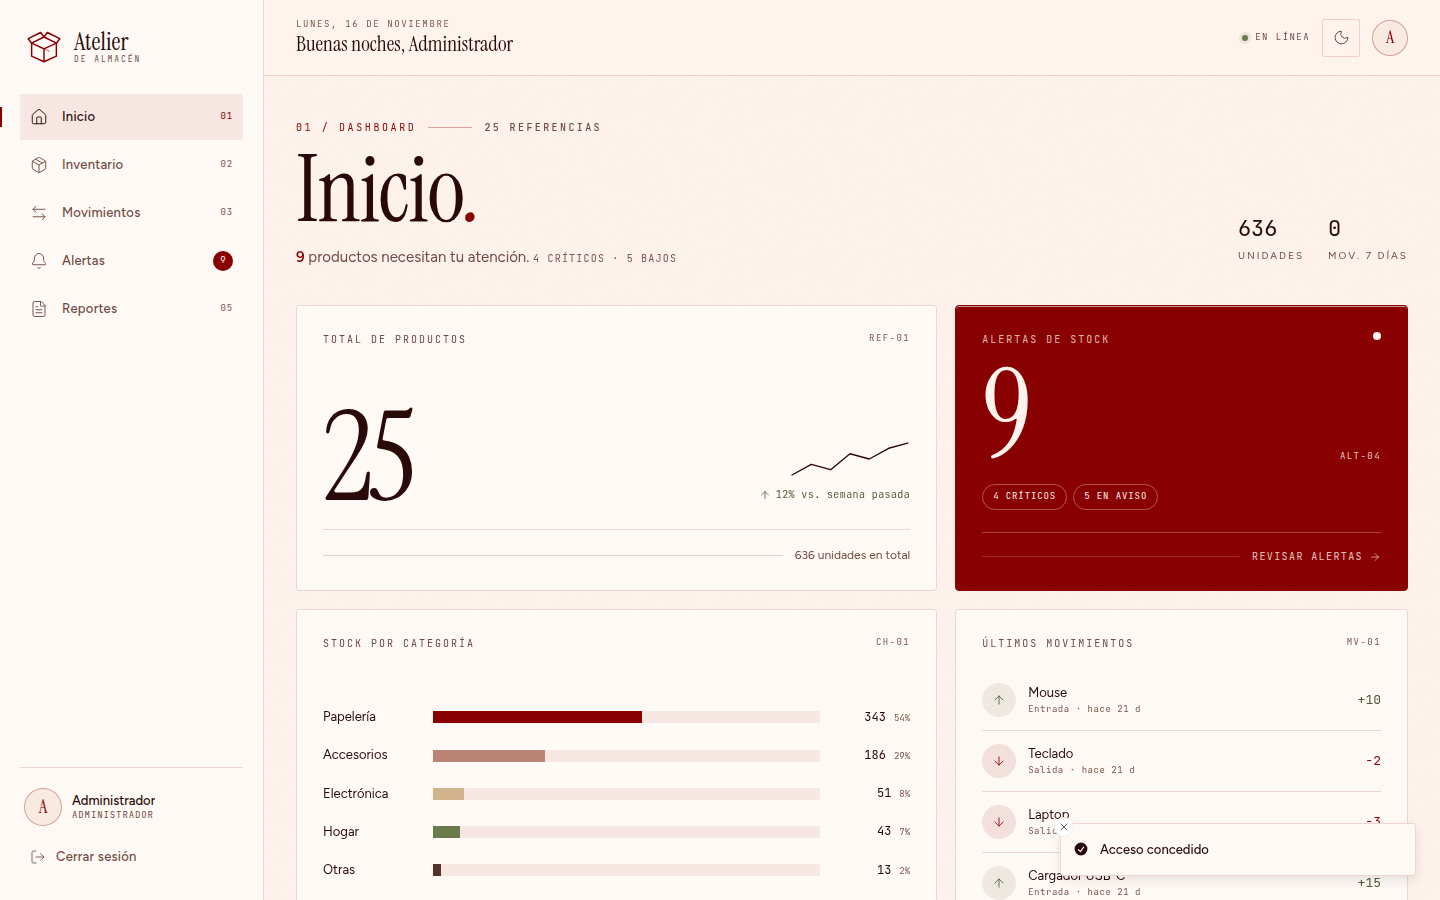 Atelier
DE ALMACÉN
Inicio 01
Inventario 02
Movimientos 03
Alertas 9
Reportes 05
A
Administrador
ADMINISTRADOR
Cerrar sesión
LUNES, 16 DE NOVIEMBRE
Buenas noches, Administrador
EN LÍNEA
A
01 / DASHBOARD 25 REFERENCIAS
Inicio.
9 productos necesitan tu atención. 4 CRÍTICOS · 5 BAJOS
636 0
UNIDADES MOV. 7 DÍAS
TOTAL DE PRODUCTOS REF-01
25
↑ 12% vs. semana pasada
636 unidades en total
ALERTAS DE STOCK
9
ALT-04
4 CRÍTICOS 5 EN AVISO
REVISAR ALERTAS →
STOCK POR CATEGORÍA CH-01
Papelería 343 54%
Accesorios 186 29%
Electrónica 51 8%
Hogar 43 7%
Otras 13 2%
ÚLTIMOS MOVIMIENTOS MV-01
Mouse +10
Entrada · hace 21 d
Teclado -2
Salida · hace 21 d
Laptop -3
Acceso concedido
Cargador USB-C +15
Entrada · hace 21 d